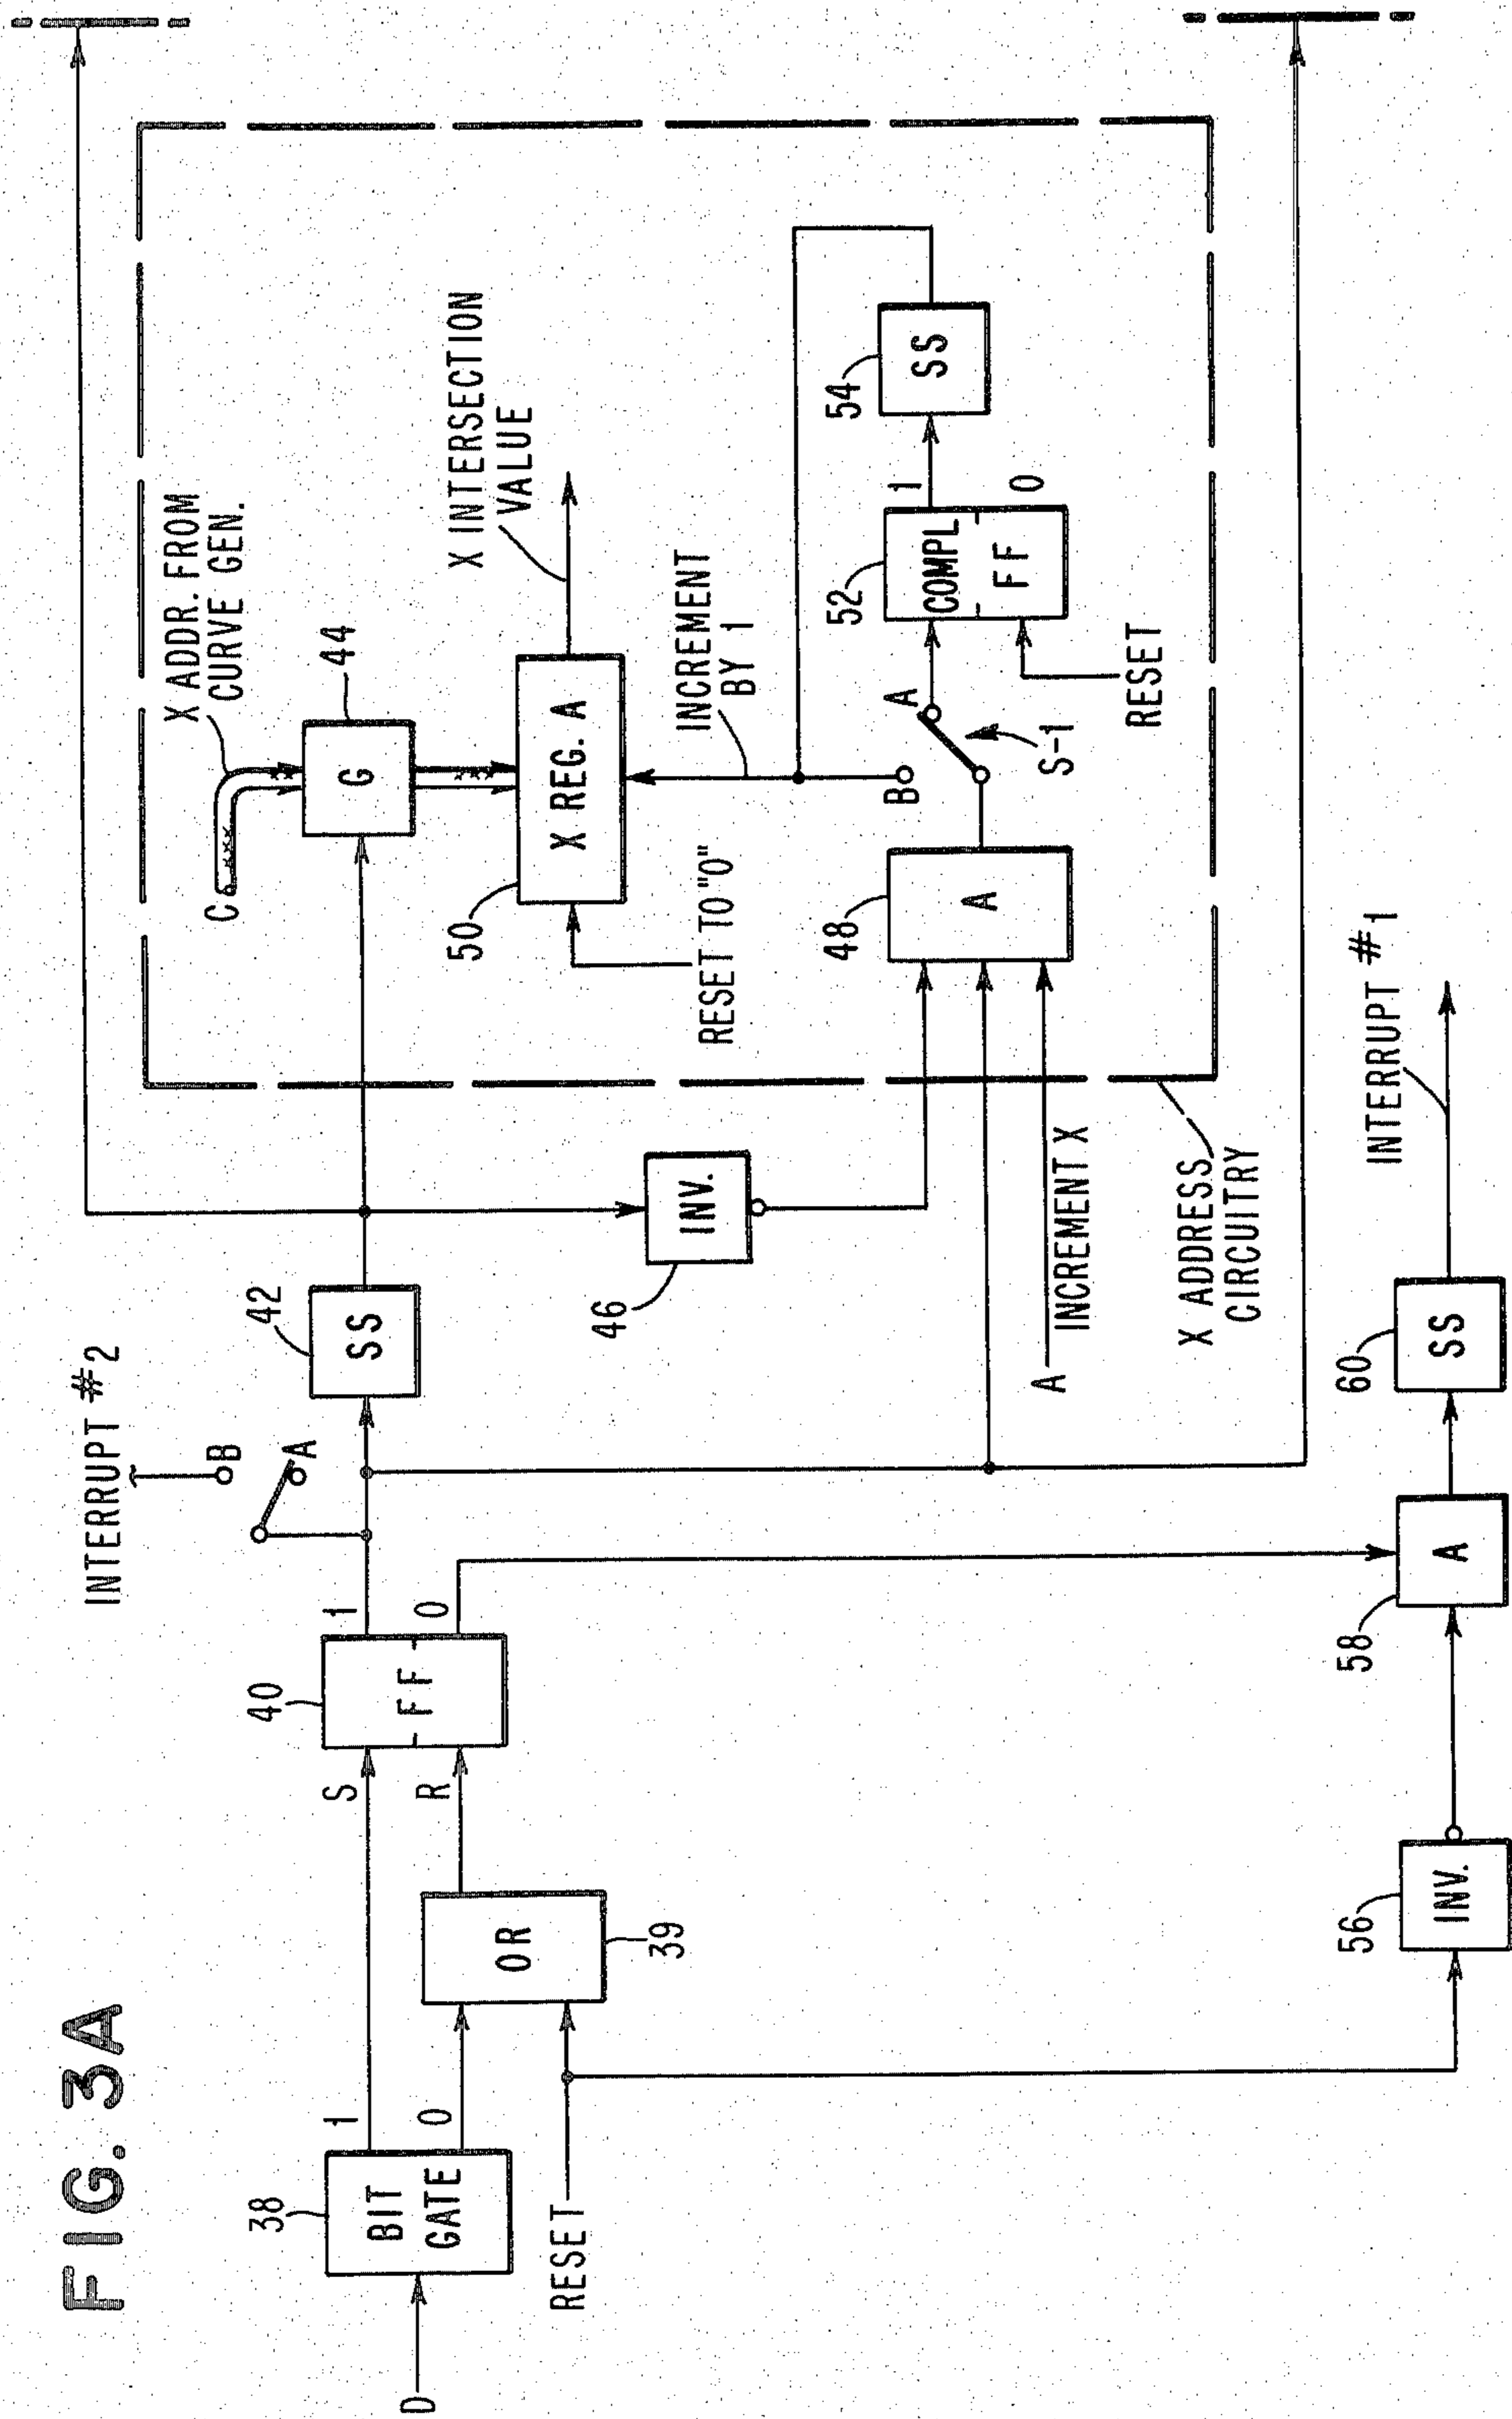 FIG. 3A
INTERRUPT #2
B
A
D
38
BIT
GATE
1
0
RESET
OR
39
S
R
40
FF
1
0
42
SS
46
INV.
C
X ADDR. FROM
CURVE GEN.
44
G
50
X REG. A
RESET TO "0"
X INTERSECTION
VALUE
INCREMENT
BY 1
48
A
B
A
S-1
52
COMPL
FF
1
0
RESET
54
SS
A
INCREMENT X
X ADDRESS
CIRCUITRY
56
INV.
58
A
60
SS
INTERRUPT #1